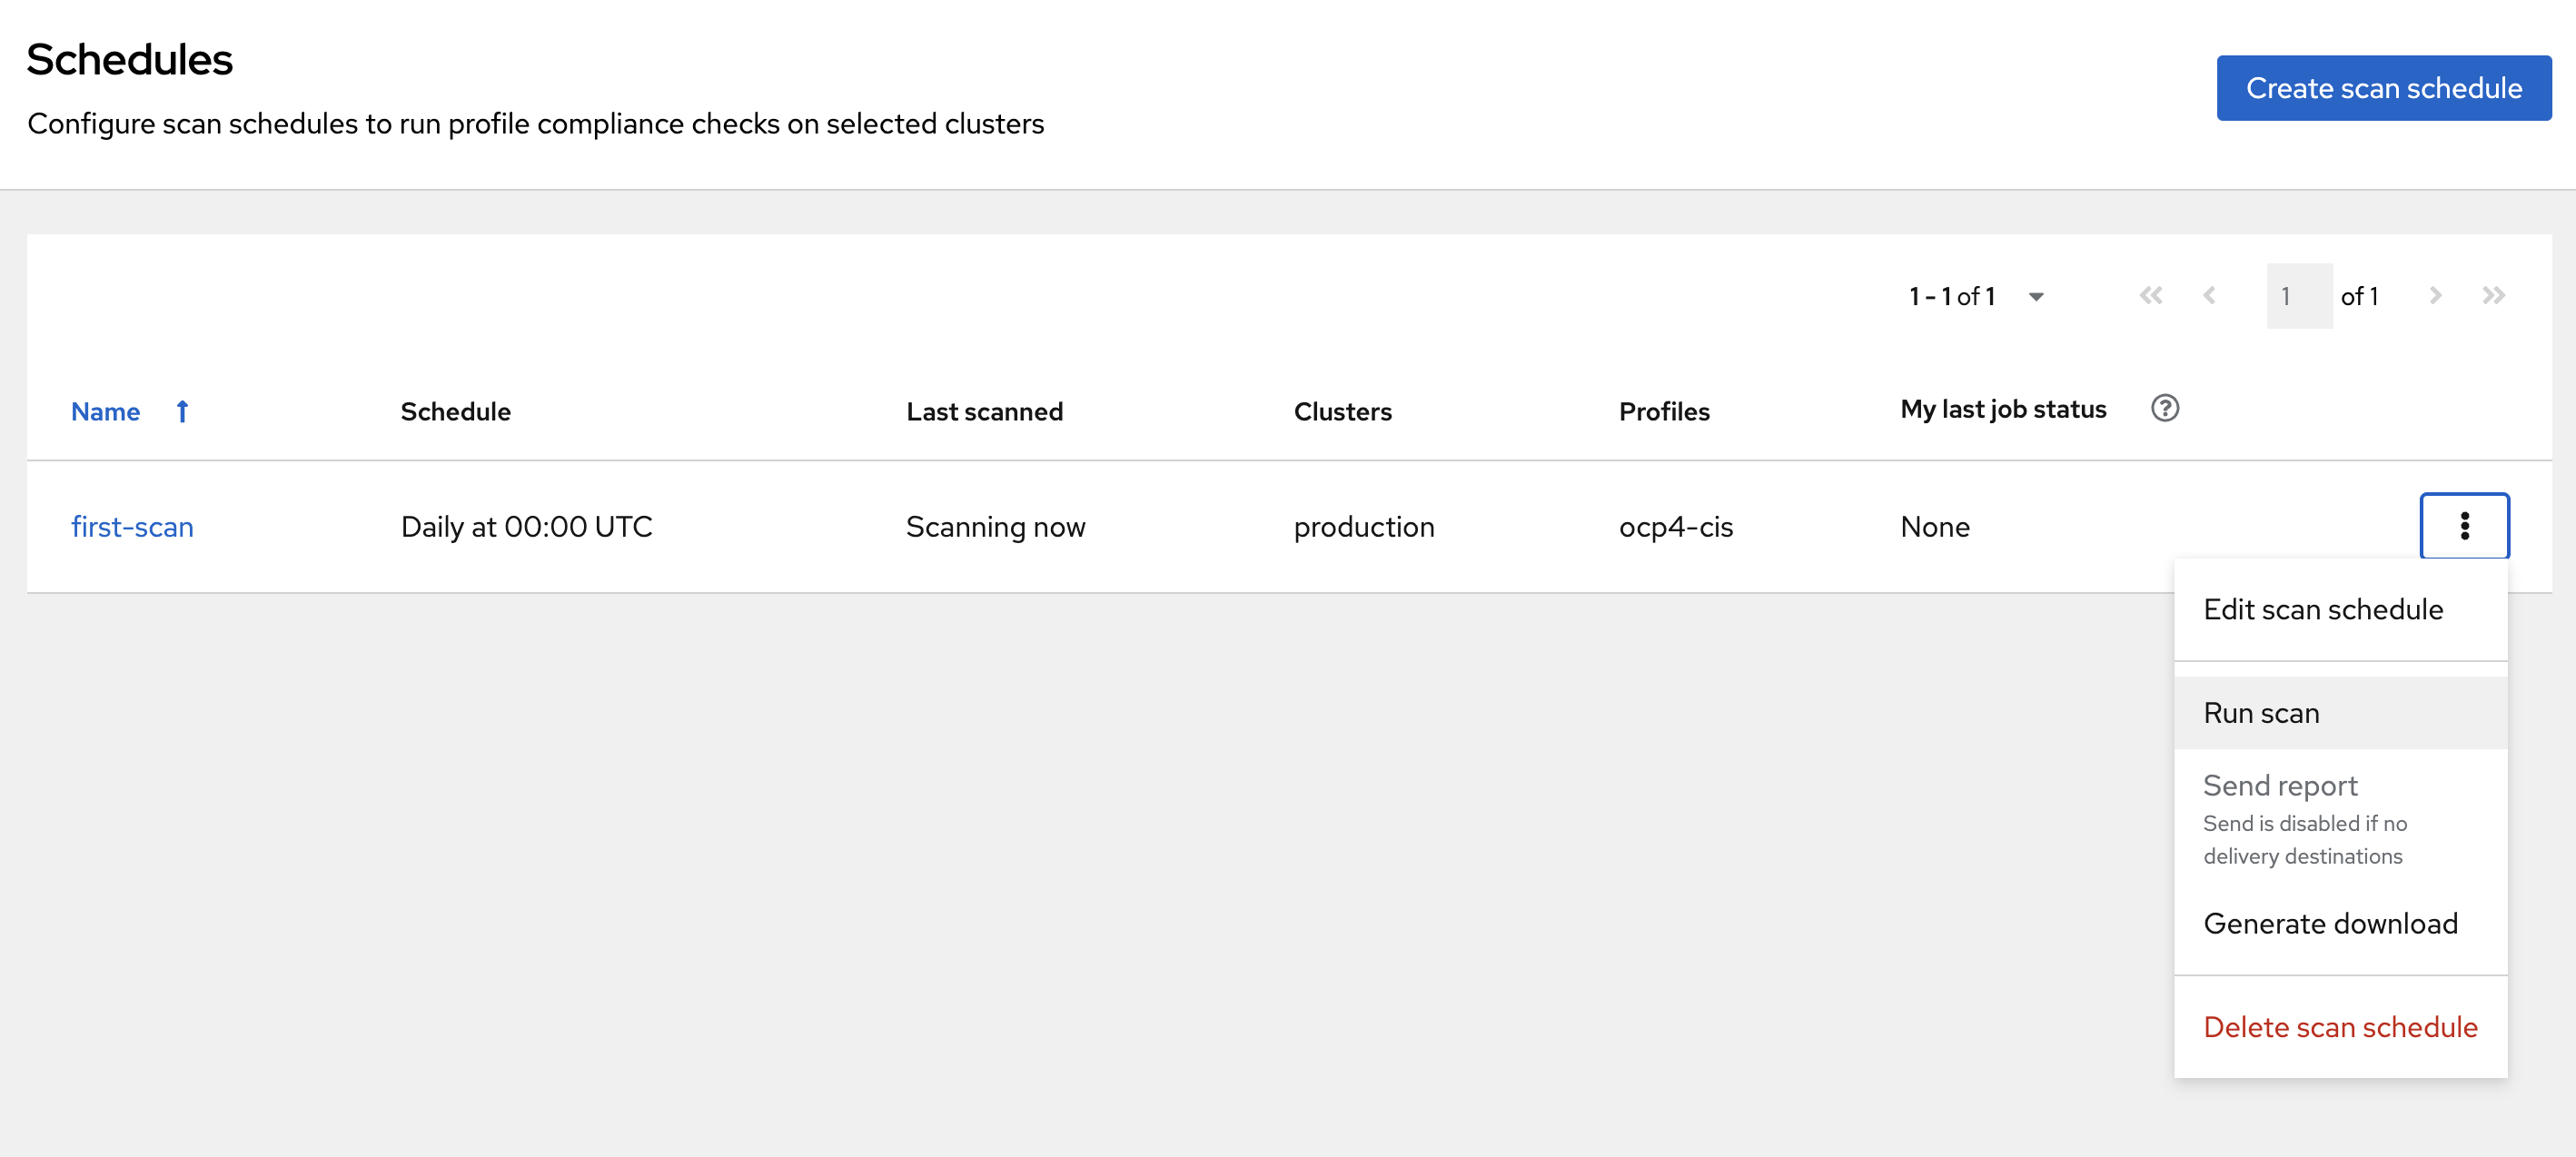 Schedules
Configure scan schedules to run profile compliance checks on selected clusters
Create scan schedule
1 - 1 of 1
1 of 1
Name Schedule Last scanned Clusters Profiles My last job status
first-scan Daily at 00:00 UTC Scanning now production ocp4-cis None
Edit scan schedule
Run scan
Send report
Send is disabled if no
delivery destinations
Generate download
Delete scan schedule